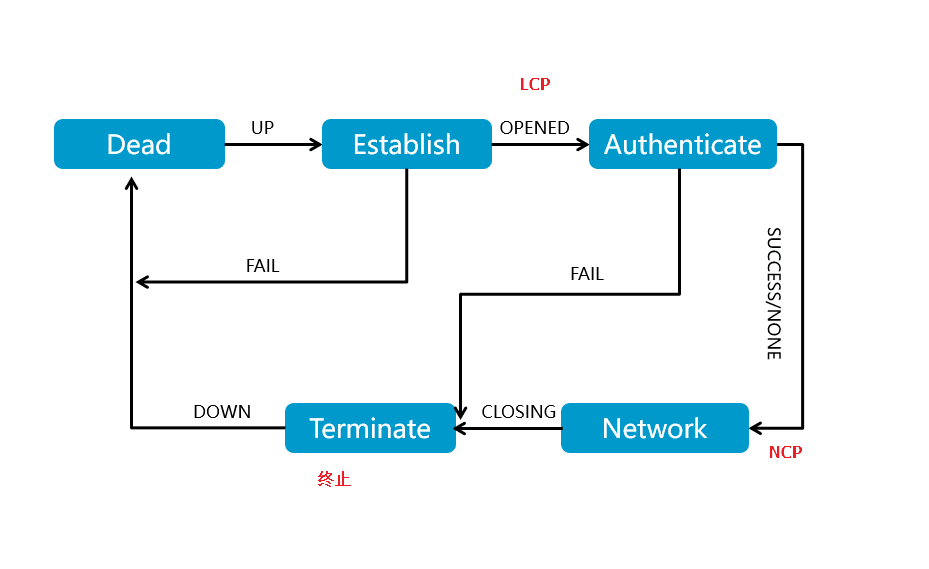 LCP
Dead
UP
Establish
OPENED
Authenticate
FAIL
FAIL
SUCCESS/NONE
DOWN
Terminate
CLOSING
Network
NCP
终止